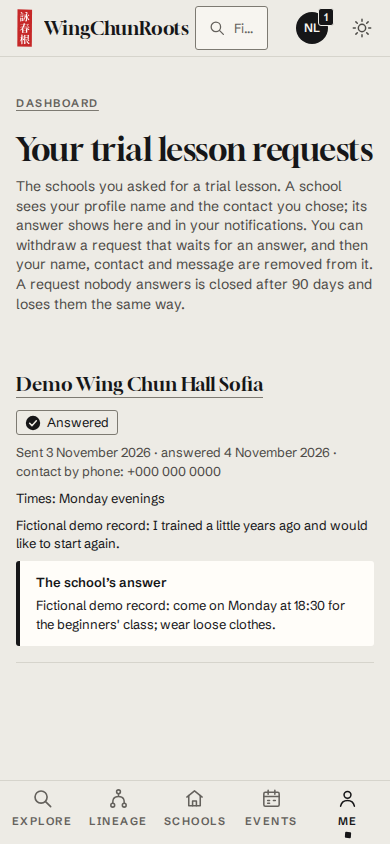 詠春根
WingChunRoots
Fi...
NL
1
DASHBOARD
Your trial lesson requests
The schools you asked for a trial lesson. A school
sees your profile name and the contact you chose; its
answer shows here and in your notifications. You can
withdraw a request that waits for an answer, and then
your name, contact and message are removed from it.
A request nobody answers is closed after 90 days and
loses them the same way.
Demo Wing Chun Hall Sofia
Answered
Sent 3 November 2026 · answered 4 November 2026 ·
contact by phone: +000 000 0000
Times: Monday evenings
Fictional demo record: I trained a little years ago and would
like to start again.
The school’s answer
Fictional demo record: come on Monday at 18:30 for
the beginners' class; wear loose clothes.
EXPLORE
LINEAGE
SCHOOLS
EVENTS
ME